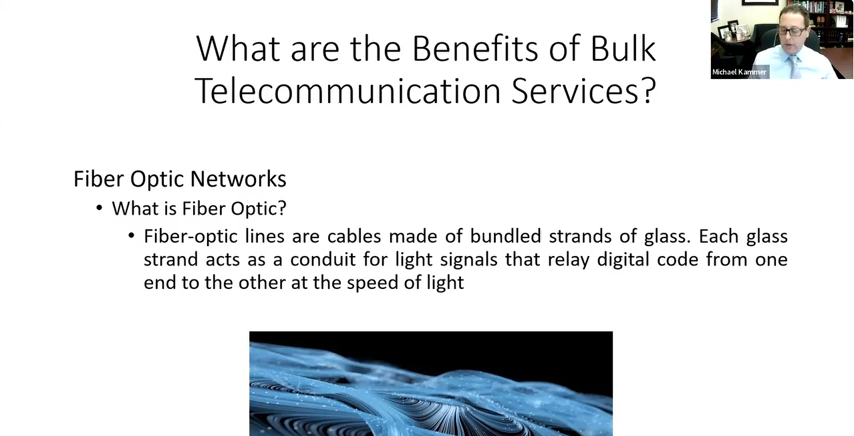 What are the Benefits of Bulk
Telecommunication Services?
Michael Kammer
Fiber Optic Networks
• What is Fiber Optic?
• Fiber-optic lines are cables made of bundled strands of glass. Each glass
strand acts as a conduit for light signals that relay digital code from one
end to the other at the speed of light